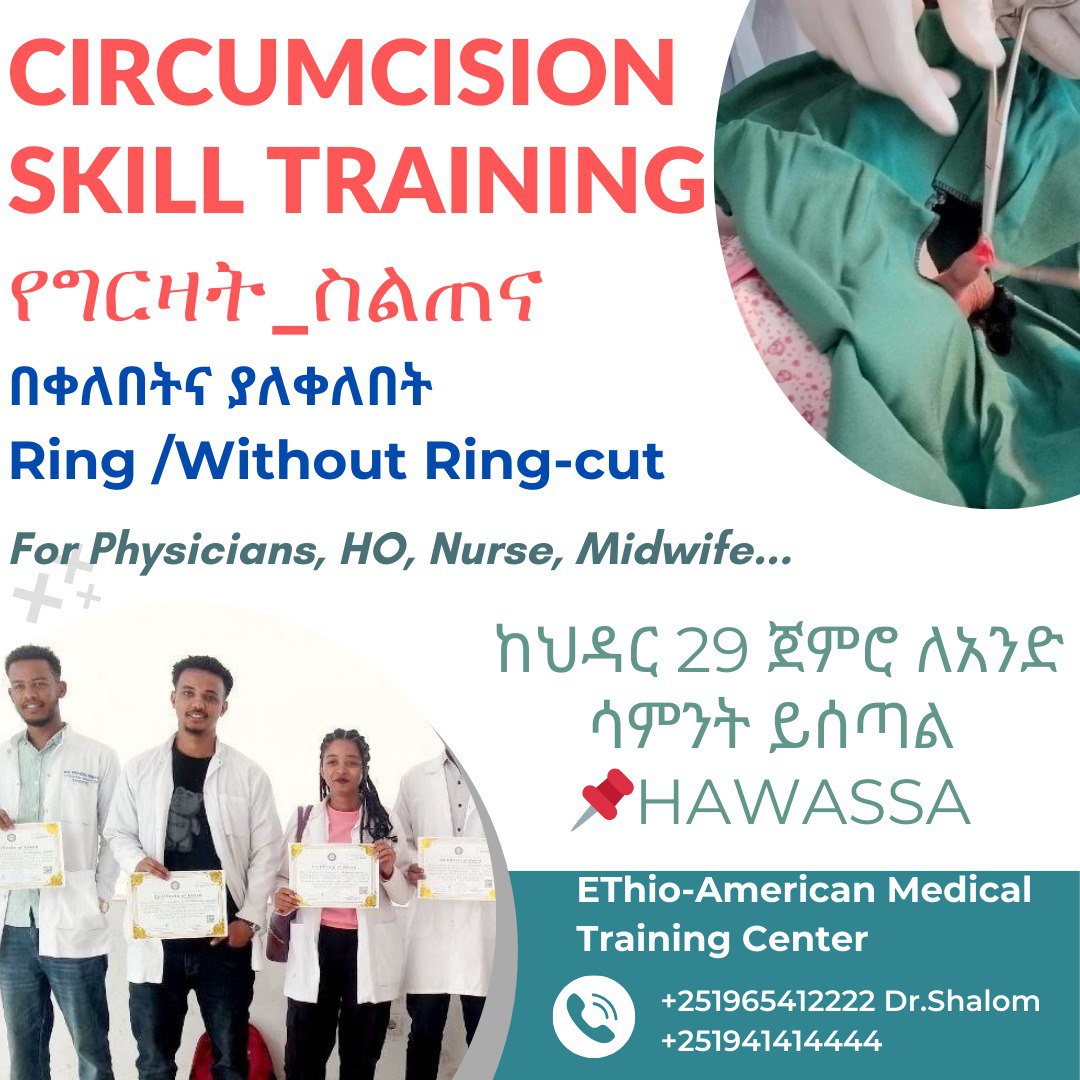 CIRCUMCISION
SKILL TRAINING
የግርዛት_ስልጠና
በቀለበትና ያለቀለበት
Ring /Without Ring-cut
For Physicians, HO, Nurse, Midwife...
ከህዳር 29 ጀምሮ ለአንድ
ሳምንት ይሰጣል
📌HAWASSA
EThio-American Medical
Training Center
+251965412222 Dr.Shalom
+251941414444